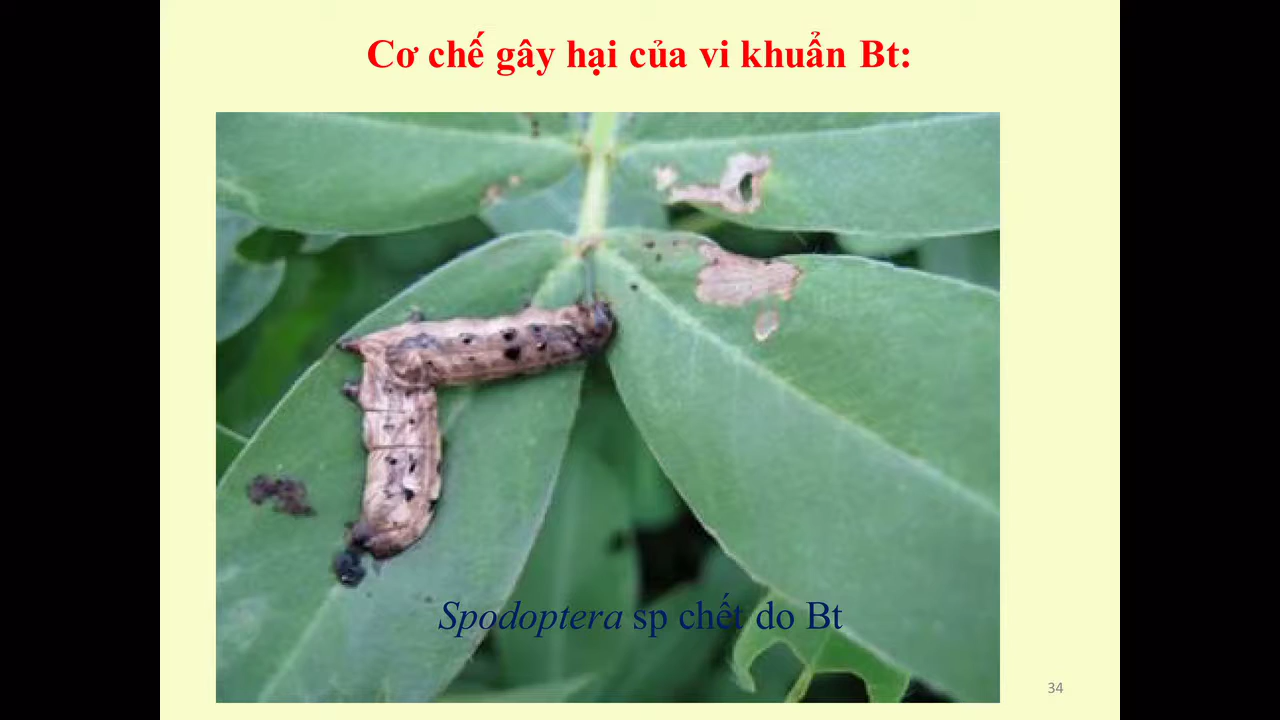 Cơ chế gây hại của vi khuẩn Bt:
Spodoptera sp chết do Bt
34